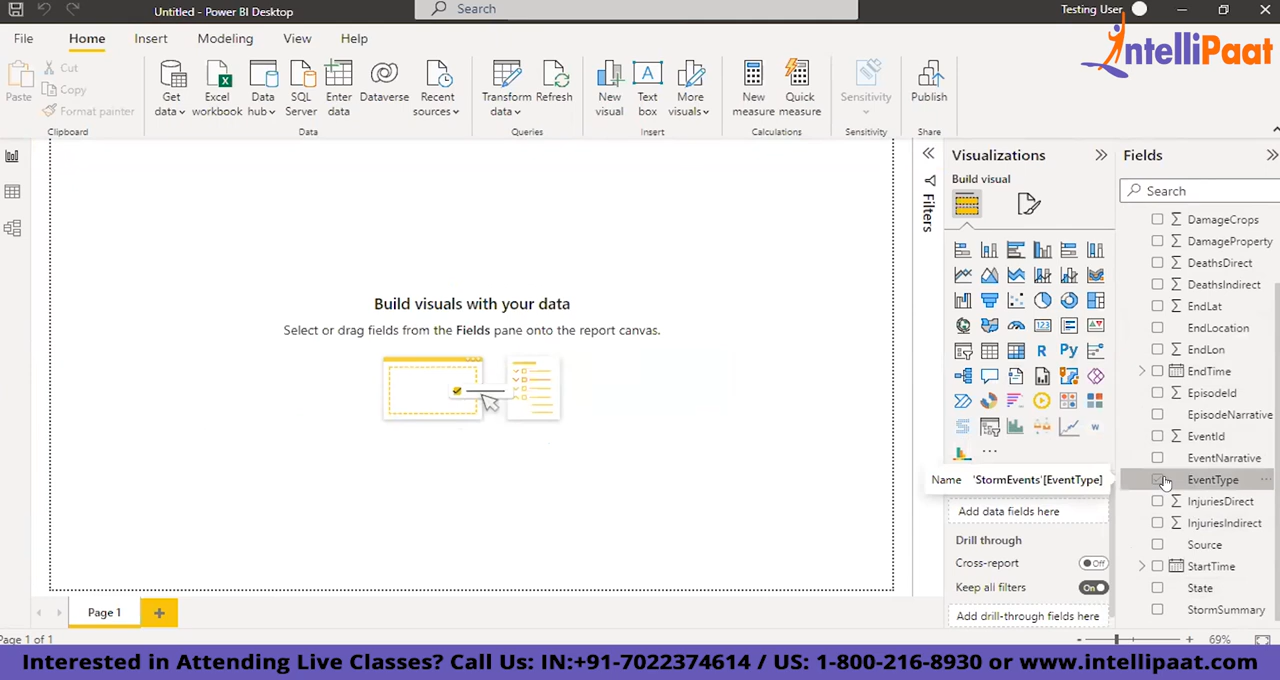 Untitled - Power BI Desktop
Search
Testing User
IntelliPaat
File
Home
Insert
Modeling
View
Help
Paste
Cut
Copy
Format painter
Clipboard
Get data
Excel workbook
Data hub
SQL Server
Enter data
Dataverse
Recent sources
Data
Transform data
Refresh
Queries
New visual
Text box
More visuals
Insert
New measure
Quick measure
Calculations
Sensitivity
Sensitivity
Publish
Share
Build visuals with your data
Select or drag fields from the Fields pane onto the report canvas.
Filters
Visualizations
Build visual
123
R
Py
Name 'StormEvents'[EventType]
Add data fields here
Drill through
Cross-report
Off
Keep all filters
On
Add drill-through fields here
Fields
Search
DamageCrops
DamageProperty
DeathsDirect
DeathsIndirect
EndLat
EndLocation
EndLon
EndTime
EpisodeId
EpisodeNarrative
EventId
EventNarrative
EventType
InjuriesDirect
InjuriesIndirect
Source
StartTime
State
StormSummary
Page 1
Page 1 of 1
69%
Interested in Attending Live Classes? Call Us: IN:+91-7022374614 / US: 1-800-216-8930 or www.intellipaat.com